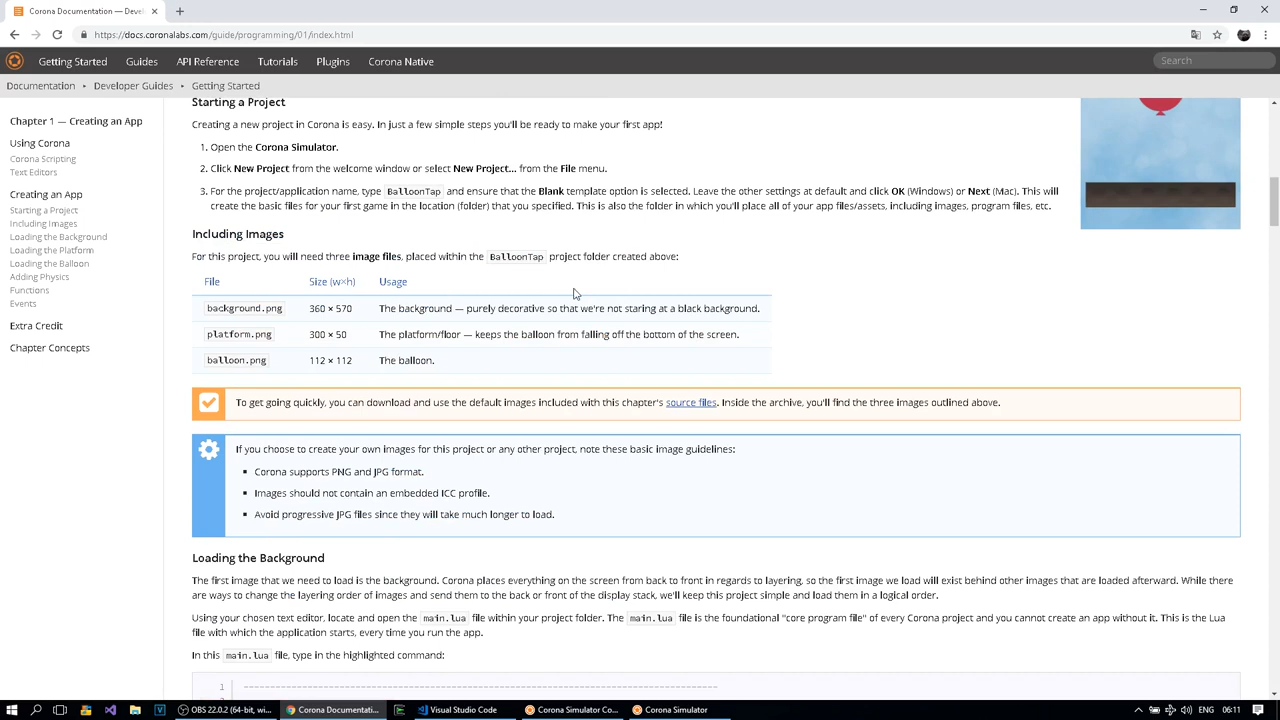 Corona Documentation — Devel
https://docs.coronalabs.com/guide/programming/01/index.html
Getting Started Guides API Reference Tutorials Plugins Corona Native Search
Documentation ▸ Developer Guides ▸ Getting Started
Chapter 1 — Creating an App
Using Corona
Corona Scripting
Text Editors
Creating an App
Starting a Project
Including Images
Loading the Background
Loading the Platform
Loading the Balloon
Adding Physics
Functions
Events
Extra Credit
Chapter Concepts
Starting a Project
Creating a new project in Corona is easy. In just a few simple steps you'll be ready to make your first app!
1. Open the Corona Simulator.
2. Click New Project from the welcome window or select New Project... from the File menu.
3. For the project/application name, type BalloonTap and ensure that the Blank template option is selected. Leave the other settings at default and click OK (Windows) or Next (Mac). This will
create the basic files for your first game in the location (folder) that you specified. This is also the folder in which you'll place all of your app files/assets, including images, program files, etc.
Including Images
For this project, you will need three image files, placed within the BalloonTap project folder created above:
File Size (w×h) Usage
background.png 360 × 570 The background — purely decorative so that we're not staring at a black background.
platform.png 300 × 50 The platform/floor — keeps the balloon from falling off the bottom of the screen.
balloon.png 112 × 112 The balloon.
To get going quickly, you can download and use the default images included with this chapter's source files. Inside the archive, you'll find the three images outlined above.
If you choose to create your own images for this project or any other project, note these basic image guidelines:
▪ Corona supports PNG and JPG format.
▪ Images should not contain an embedded ICC profile.
▪ Avoid progressive JPG files since they will take much longer to load.
Loading the Background
The first image that we need to load is the background. Corona places everything on the screen from back to front in regards to layering, so the first image we load will exist behind other images that are loaded afterward. While there
are ways to change the layering order of images and send them to the back or front of the display stack, we'll keep this project simple and load them in a logical order.
Using your chosen text editor, locate and open the main.lua file within your project folder. The main.lua file is the foundational "core program file" of every Corona project and you cannot create an app without it. This is the Lua
file with which the application starts, every time you run the app.
In this main.lua file, type in the highlighted command:
1 -----------------------------------------------------------------------------------------
OBS 22.0.2 (64-bit, wi... Corona Documentati... Visual Studio Code Corona Simulator Co... Corona Simulator 06:11